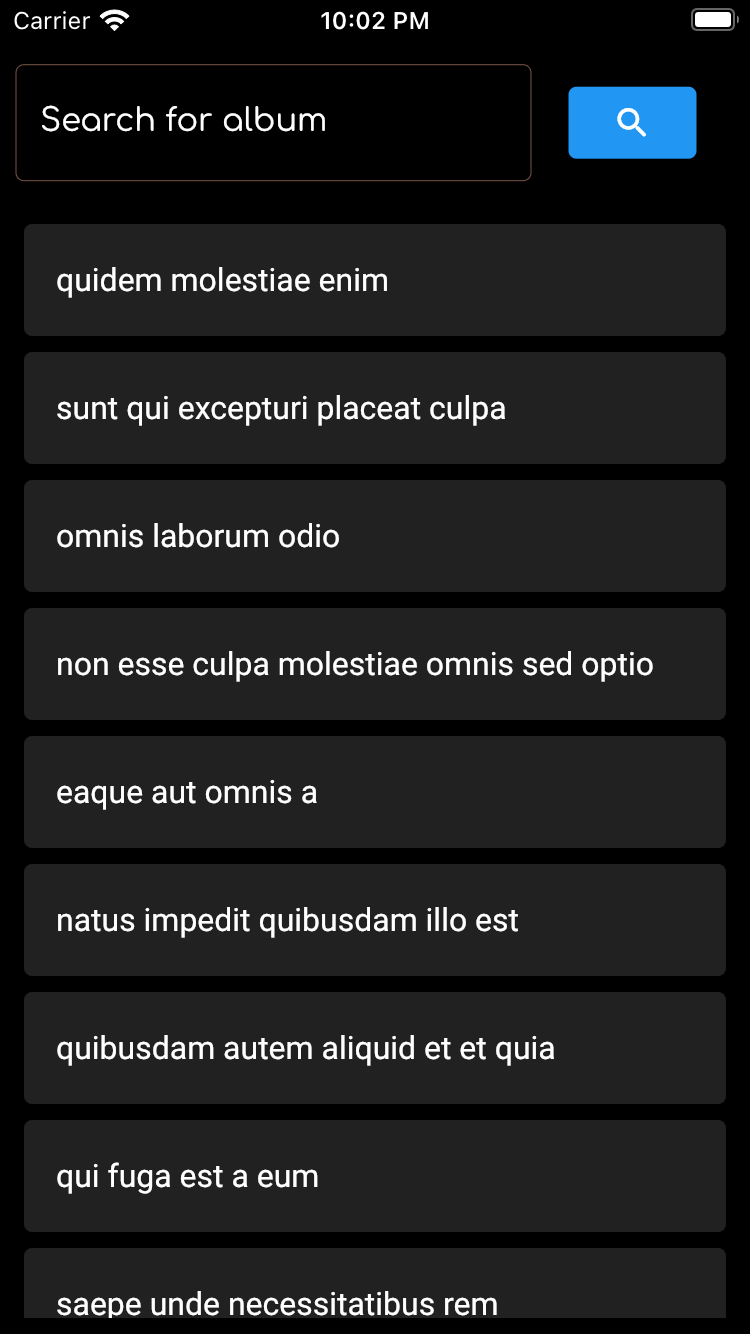 Carrier 10:02 PM
Search for album
quidem molestiae enim
sunt qui excepturi placeat culpa
omnis laborum odio
non esse culpa molestiae omnis sed optio
eaque aut omnis a
natus impedit quibusdam illo est
quibusdam autem aliquid et et quia
qui fuga est a eum
saepe unde necessitatibus rem